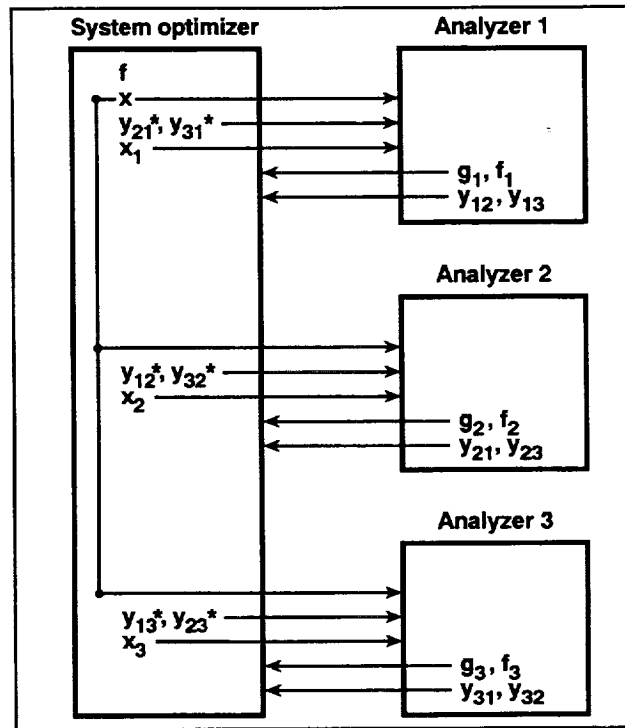 System optimizer
Analyzer 1
f
x
y21*, y31*
x1
g1, f1
y12, y13
Analyzer 2
y12*, y32*
x2
g2, f2
y21, y23
Analyzer 3
y13*, y23*
x3
g3, f3
y31, y32